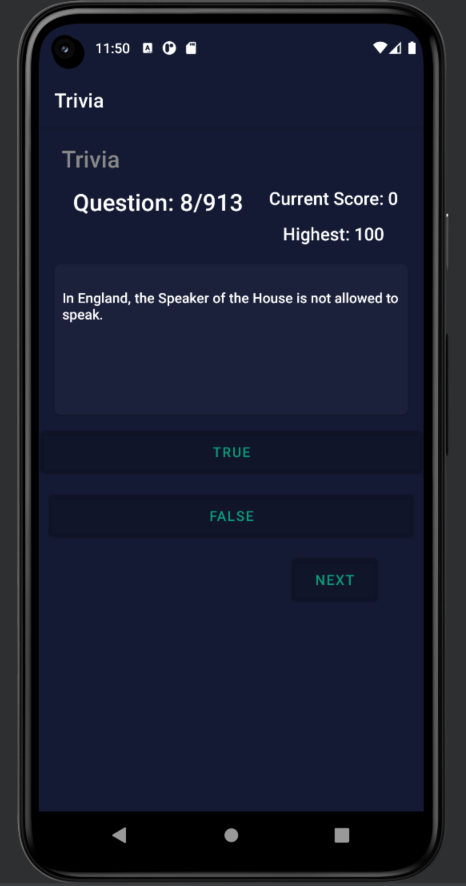 11:50
Trivia
Trivia
Question: 8/913
Current Score: 0
Highest: 100
In England, the Speaker of the House is not allowed to
speak.
TRUE
FALSE
NEXT